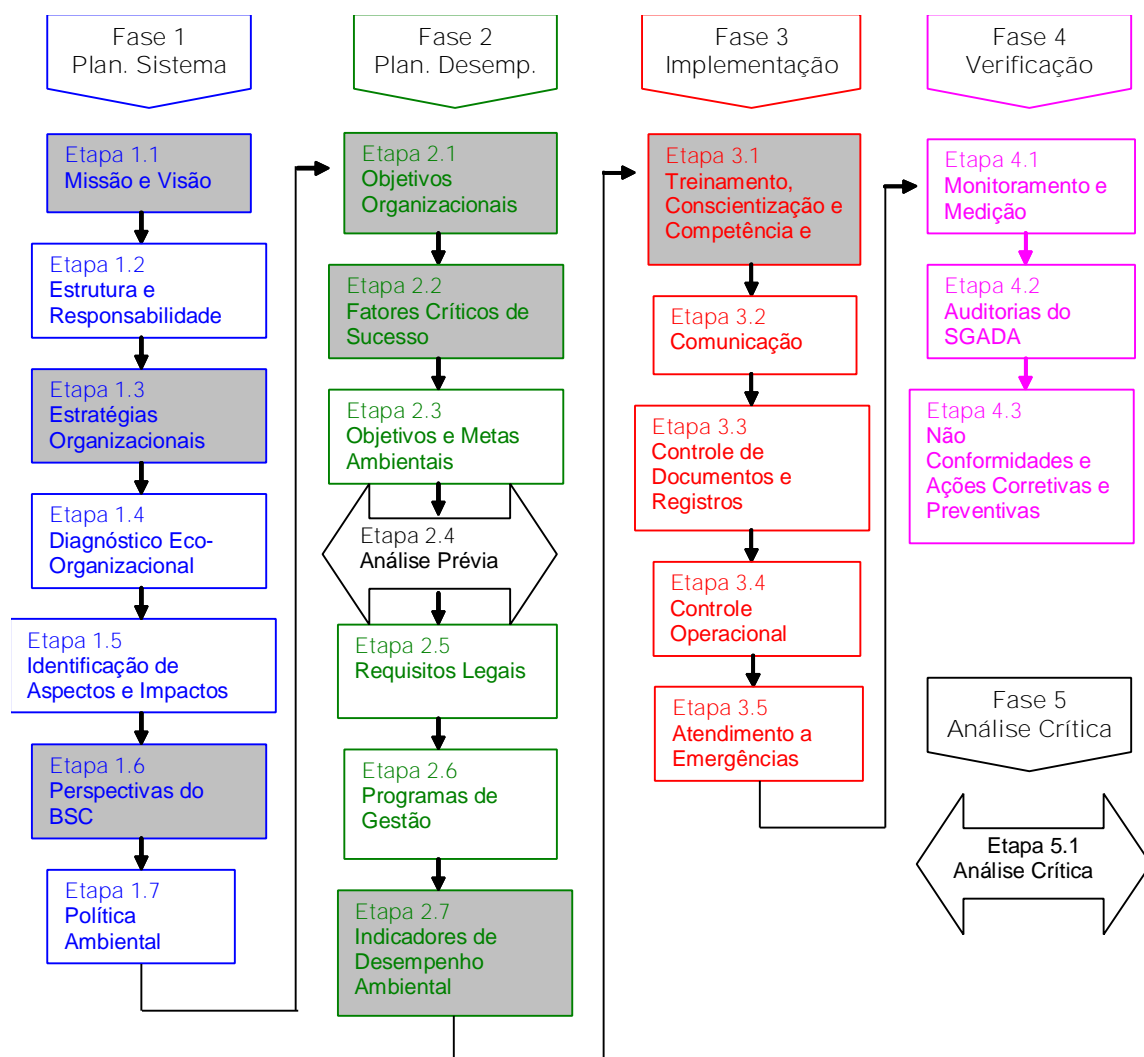 Fase 1
Plan. Sistema
Etapa 1.1
Missão e Visão
Etapa 1.2
Estrutura e
Responsabilidade
Etapa 1.3
Estratégias
Organizacionais
Etapa 1.4
Diagnóstico Eco-
Organizacional
Etapa 1.5
Identificação de
Aspectos e Impactos
Etapa 1.6
Perspectivas do
BSC
Etapa 1.7
Política
Ambiental
Fase 2
Plan. Desemp.
Etapa 2.1
Objetivos
Organizacionais
Etapa 2.2
Fatores Críticos de
Sucesso
Etapa 2.3
Objetivos e Metas
Ambientais
Etapa 2.4
Análise Prévia
Etapa 2.5
Requisitos Legais
Etapa 2.6
Programas de
Gestão
Etapa 2.7
Indicadores de
Desempenho
Ambiental
Fase 3
Implementação
Etapa 3.1
Treinamento,
Conscientização e
Competência e
Etapa 3.2
Comunicação
Etapa 3.3
Controle de
Documentos e
Registros
Etapa 3.4
Controle
Operacional
Etapa 3.5
Atendimento a
Emergências
Fase 4
Verificação
Etapa 4.1
Monitoramento e
Medição
Etapa 4.2
Auditorias do
SGADA
Etapa 4.3
Não
Conformidades e
Ações Corretivas e
Preventivas
Fase 5
Análise Crítica
Etapa 5.1
Análise Crítica